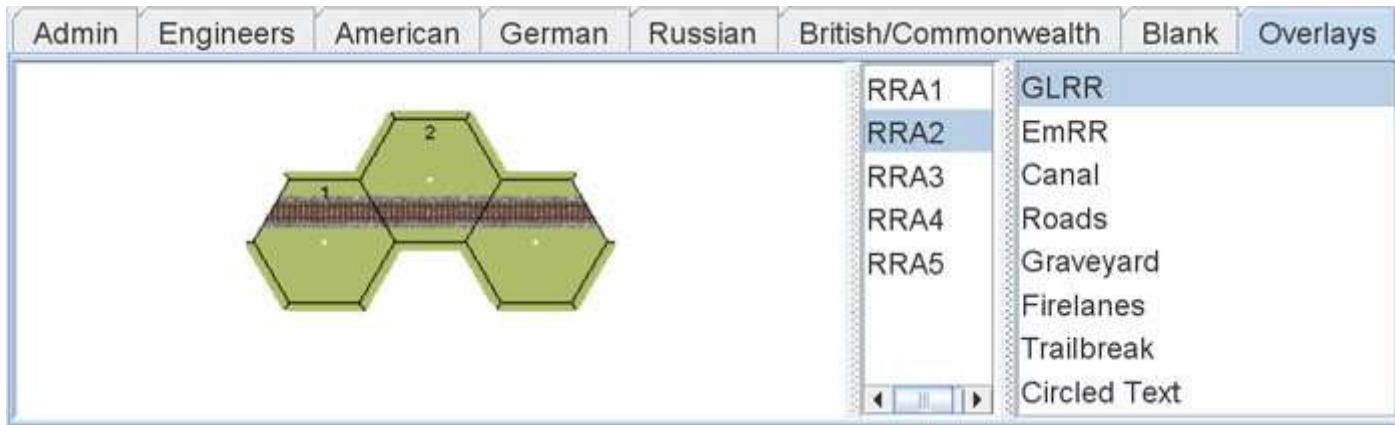 Admin Engineers American German Russian British/Commonwealth Blank Overlays
2
1
RRA1
RRA2
RRA3
RRA4
RRA5
GLRR
EmRR
Canal
Roads
Graveyard
Firelanes
Trailbreak
Circled Text